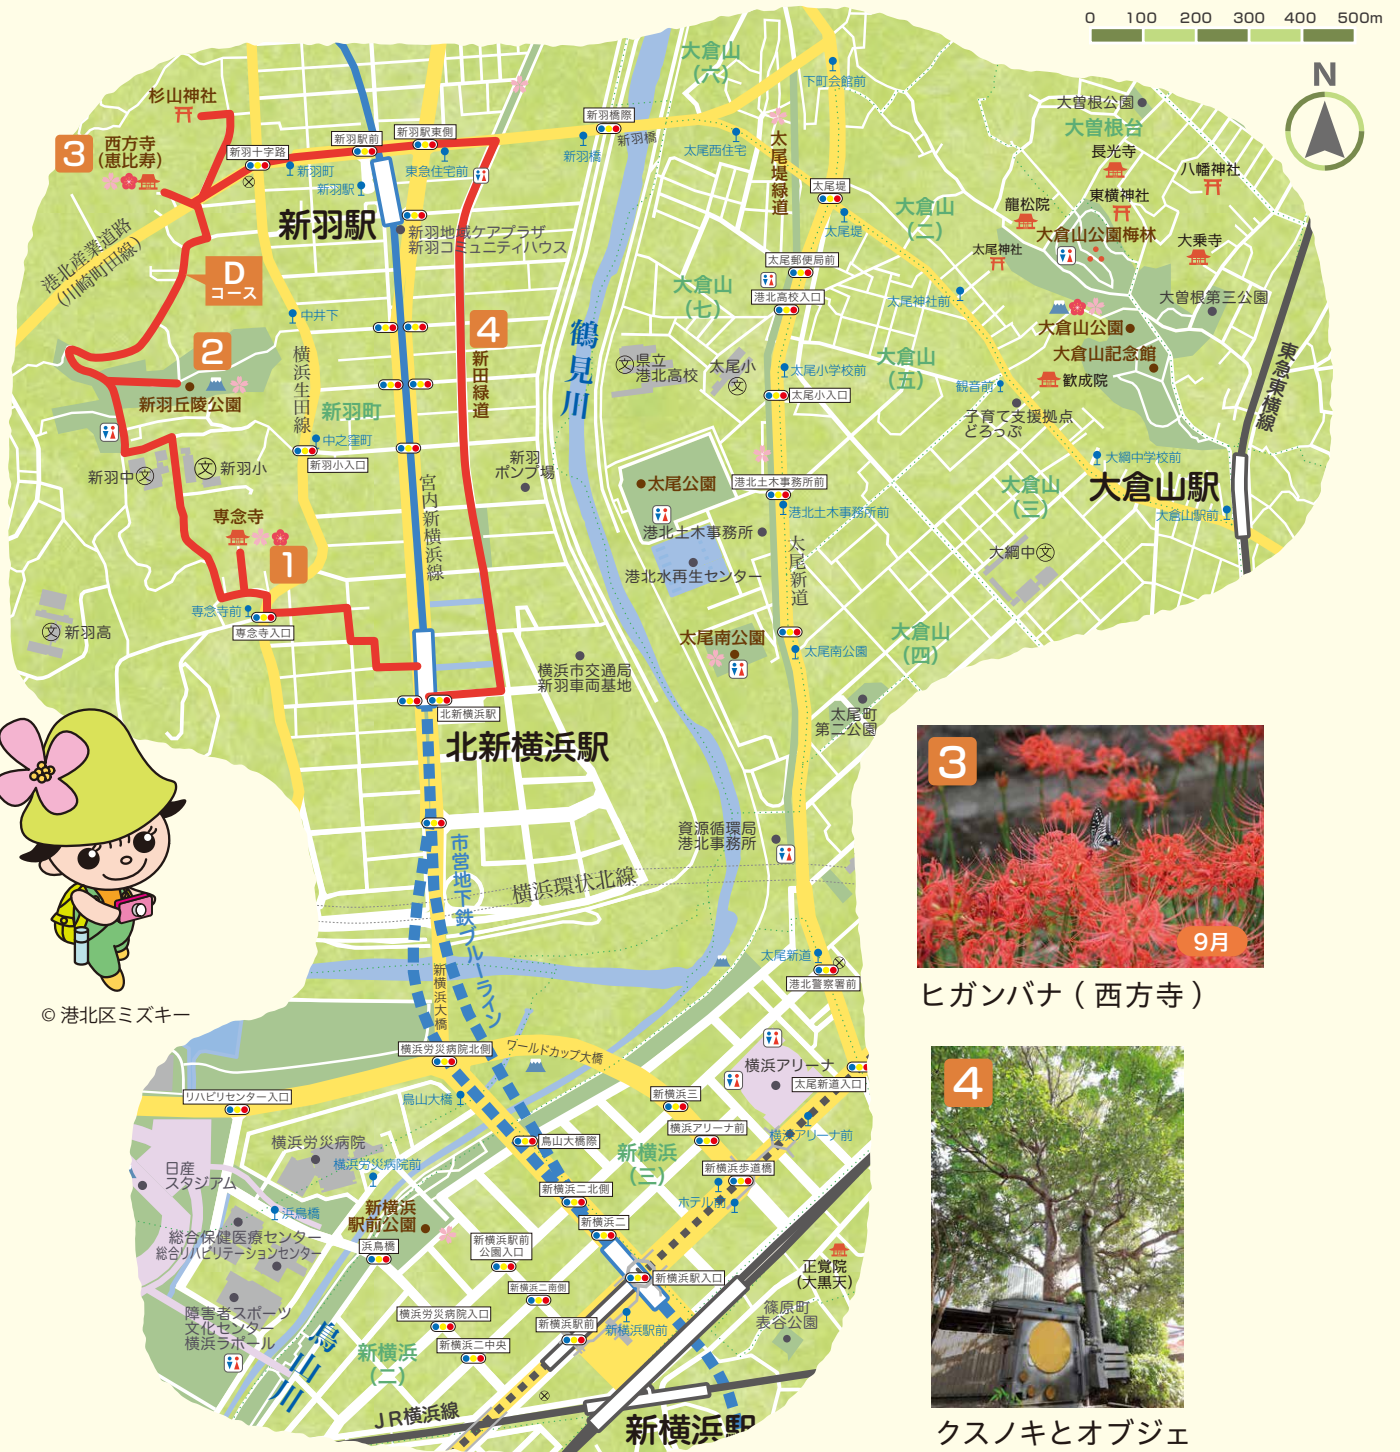 0 100 200 300 400 500m
N
大倉山
(六)
下町会館前
大曽根公園
大曽根台
長光寺
八幡神社
東横神社
龍松院
大倉山公園梅林
太尾神社
大乗寺
大曽根第三公園
大倉山公園
大倉山記念館
歓成院
東急東横線
杉山神社
3
西方寺
(恵比寿)
新羽十字路
新羽駅前
新羽駅東側
新羽町
新羽駅
東急住宅前
新羽橋際
新羽橋
新羽橋
太尾西住宅
太尾堤緑道
太尾堤
太尾堤
大倉山
(二)
新羽駅
新羽地域ケアプラザ
新羽コミュニティハウス
港北産業道路
(川崎町田線)
D
コース
中井下
横浜生田線
2
新羽丘陵公園
新羽町
中之窪町
新羽小入口
新羽中
文
文
新羽小
専念寺
1
専念寺前
専念寺入口
文
新羽高
4
新田緑道
宮内新横浜線
新羽
ポンプ場
鶴見川
大倉山
(七)
太尾郵便局前
港北高校入口
太尾神社前
文
県立
港北高校
太尾小
文
太尾小学校前
太尾小入口
大倉山
(五)
観音前
子育て支援拠点
どろっぷ
大綱中学校前
大倉山
(三)
大倉山駅
大倉山駅前
太尾公園
港北土木事務所前
港北土木事務所前
港北土木事務所
港北水再生センター
太尾新道
大綱中
文
太尾南公園
太尾南公園
大倉山
(四)
太尾町
第二公園
横浜市交通局
新羽車両基地
北新横浜駅
北新横浜駅
市営地下鉄ブルーライン
資源循環局
港北事務所
横浜環状北線
新横浜大橋
太尾新道
港北警察署前
© 港北区ミズキー
横浜労災病院北側
ワールドカップ大橋
横浜アリーナ
太尾新道入口
リハビリセンター入口
鳥山大橋
新横浜三
横浜アリーナ前
横浜アリーナ前
鳥山大橋際
新横浜
(三)
新横浜歩道橋
ホテル前
横浜労災病院
横浜労災病院前
日産
スタジアム
浜鳥橋
新横浜
駅前公園
浜鳥橋
総合保健医療センター
総合リハビリテーションセンター
新横浜二北側
新横浜二
新横浜駅前
公園入口
新横浜駅入口
正覚院
(大黒天)
新横浜二南側
障害者スポーツ
文化センター
横浜ラポール
横浜労災病院入口
新横浜駅前
新横浜駅前
篠原町
表谷公園
鳥山川
新横浜
(二)
新横浜二中央
JR横浜線
新横浜駅
3
9月
ヒガンバナ(西方寺)
4
クスノキとオブジェ